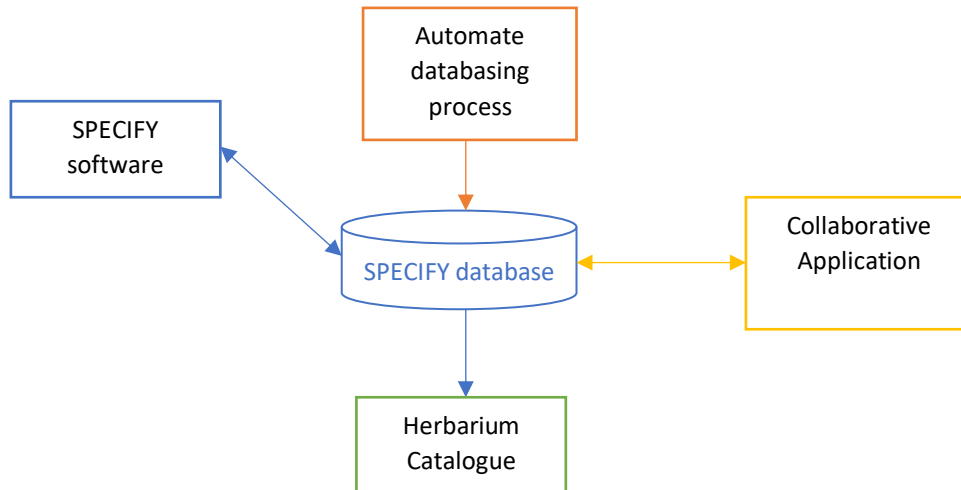 Automate
databasing
process
SPECIFY
software
Collaborative
Application
SPECIFY database
Herbarium
Catalogue